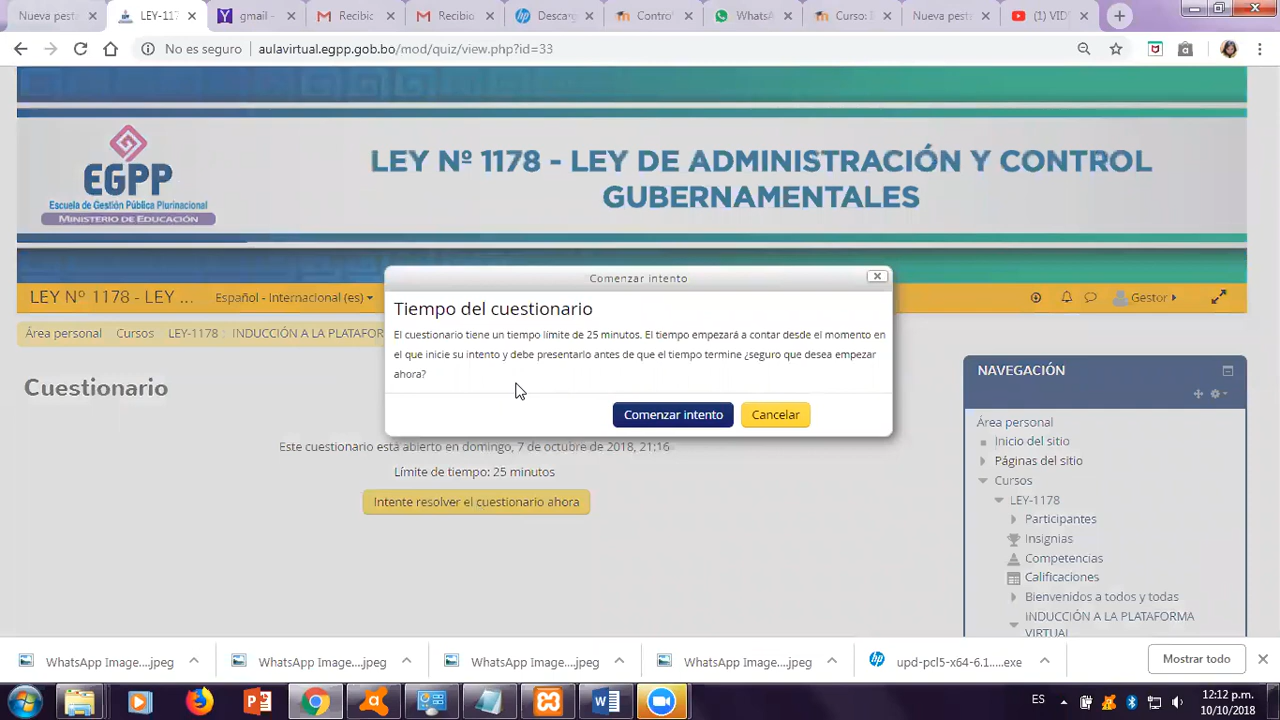 Nueva pest
LEY-117
gmail -
Recibic
Recibio
Descar
Contro
WhatsA
Curso: I
Nueva pest
(1) VID
No es seguro | aulavirtual.egpp.gob.bo/mod/quiz/view.php?id=33
EGPP
Escuela de Gestión Pública Plurinacional
MINISTERIO DE EDUCACIÓN
LEY Nº 1178 - LEY DE ADMINISTRACIÓN Y CONTROL
GUBERNAMENTALES
LEY Nº 1178 - LEY ...
Español - Internacional (es)
Gestor
Área personal Cursos LEY-1178 INDUCCIÓN A LA PLATAFOR
Comenzar intento
Tiempo del cuestionario
El cuestionario tiene un tiempo límite de 25 minutos. El tiempo empezará a contar desde el momento en
el que inicie su intento y debe presentarlo antes de que el tiempo termine ¿seguro que desea empezar
ahora?
Comenzar intento
Cancelar
Cuestionario
Este cuestionario está abierto en domingo, 7 de octubre de 2018, 21:16
Límite de tiempo: 25 minutos
Intente resolver el cuestionario ahora
NAVEGACIÓN
Área personal
Inicio del sitio
Páginas del sitio
Cursos
LEY-1178
Participantes
Insignias
Competencias
Calificaciones
Bienvenidos a todos y todas
INDUCCIÓN A LA PLATAFORMA
VIRTUAL
WhatsApp Image....jpeg
WhatsApp Image....jpeg
WhatsApp Image....jpeg
WhatsApp Image....jpeg
upd-pcl5-x64-6.1.....exe
Mostrar todo
ES
12:12 p.m.
10/10/2018